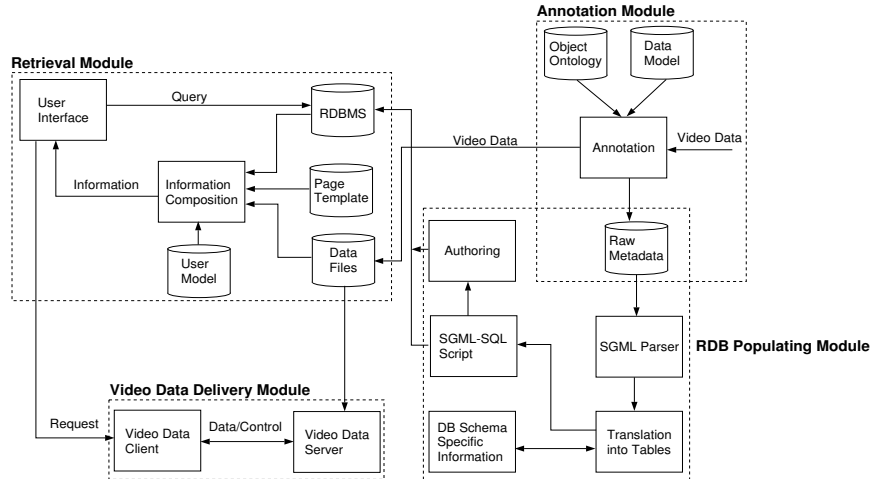 Annotation Module
Object
Ontology
Data
Model
Retrieval Module
User
Interface
Query
RDBMS
Annotation
Video Data
Video Data
Information
Information
Composition
Page
Template
User
Model
Data
Files
Authoring
Raw
Metadata
SGML-SQL
Script
SGML Parser
RDB Populating Module
Video Data Delivery Module
Request
Video Data
Client
Data/Control
Video Data
Server
DB Schema
Specific
Information
Translation
into Tables